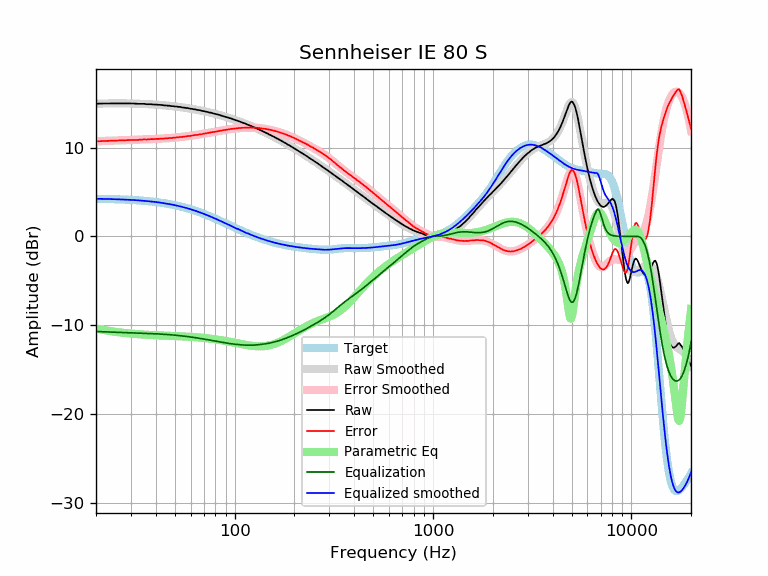 Sennheiser IE 80 S
Amplitude (dBr)
10
0
−10
−20
−30
Target
Raw Smoothed
Error Smoothed
Raw
Error
Parametric Eq
Equalization
Equalized smoothed
100
1000
10000
Frequency (Hz)